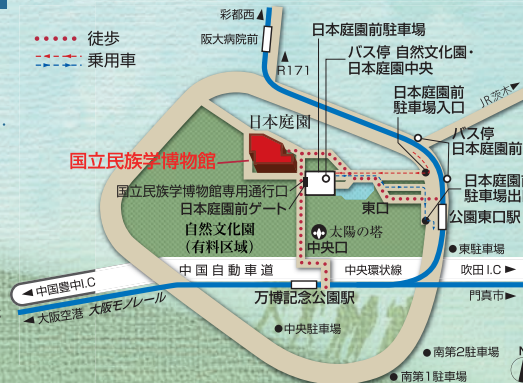 徒歩
乗用車
彩都西
阪大病院前
R171
日本庭園前駐車場
バス停 自然文化園・
日本庭園中央
日本庭園前
駐車場入口
JR茨木
バス停
日本庭園前
日本庭園
国立民族学博物館
国立民族学博物館専用通行口
日本庭園前ゲート
自然文化園
(有料区域)
太陽の塔
中央口
東口
日本庭園前
駐車場出
公園東口駅
東駐車場
中国自動車道
中央環状線
吹田I.C
門真市
中国豊中I.C
大阪空港 大阪モノレール
万博記念公園駅
中央駐車場
南第2駐車場
南第1駐車場
N